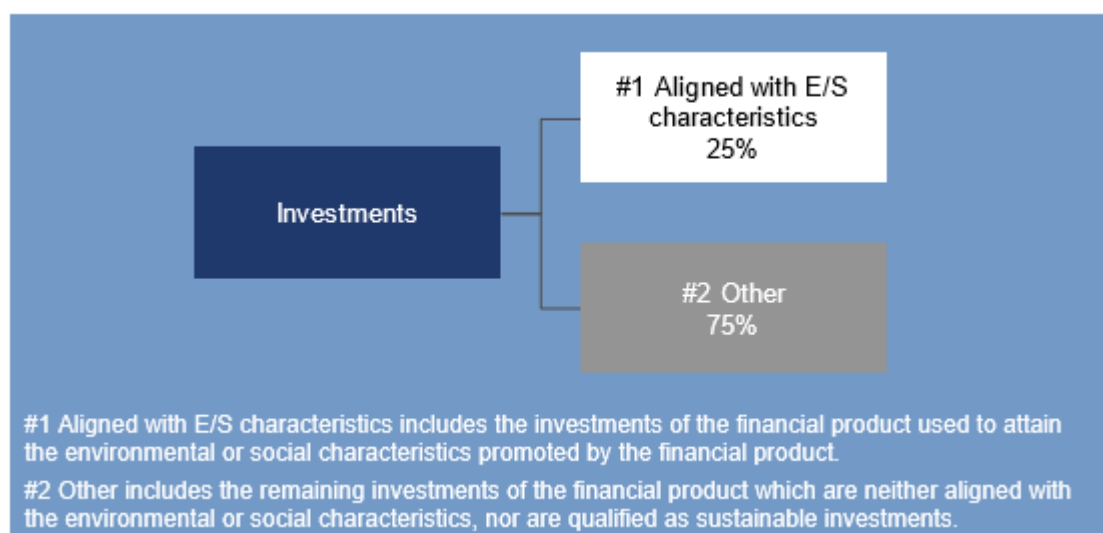 #1 Aligned with E/S
characteristics
25%
Investments
#2 Other
75%
#1 Aligned with E/S characteristics includes the investments of the financial product used to attain
the environmental or social characteristics promoted by the financial product.
#2 Other includes the remaining investments of the financial product which are neither aligned with
the environmental or social characteristics, nor are qualified as sustainable investments.